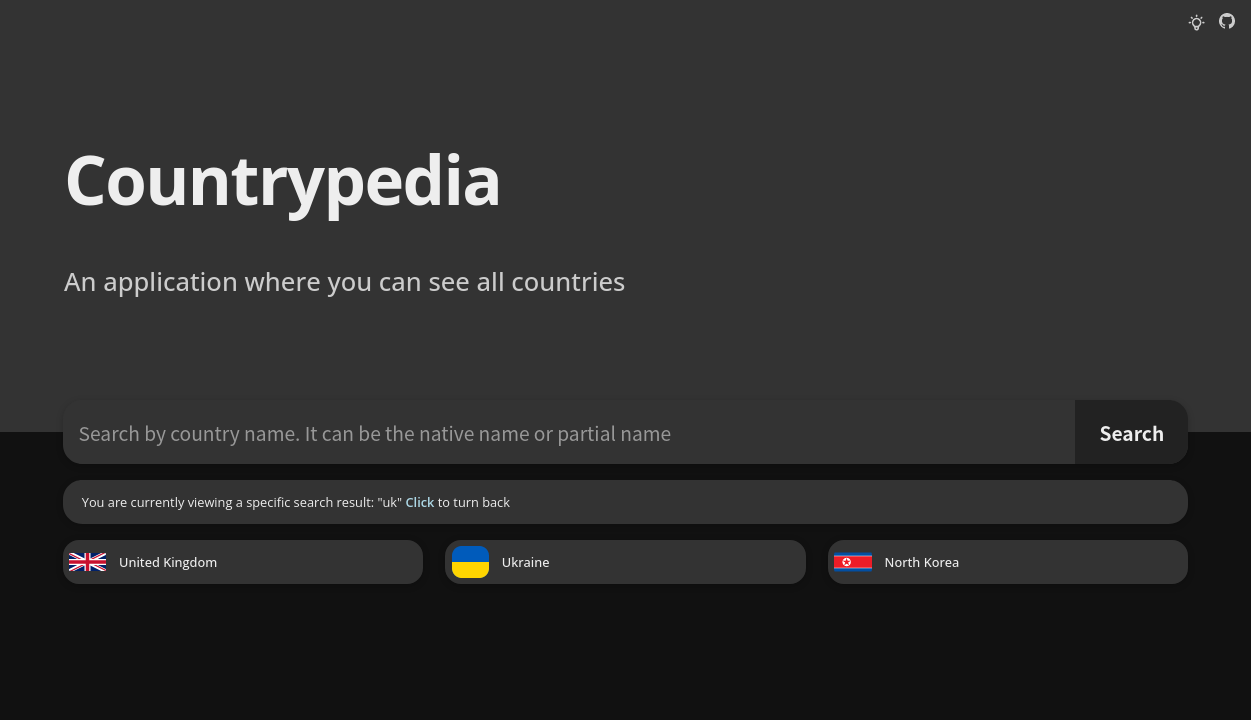 Countrypedia
An application where you can see all countries
Search by country name. It can be the native name or partial name
Search
You are currently viewing a specific search result: "uk" Click to turn back
United Kingdom
Ukraine
North Korea